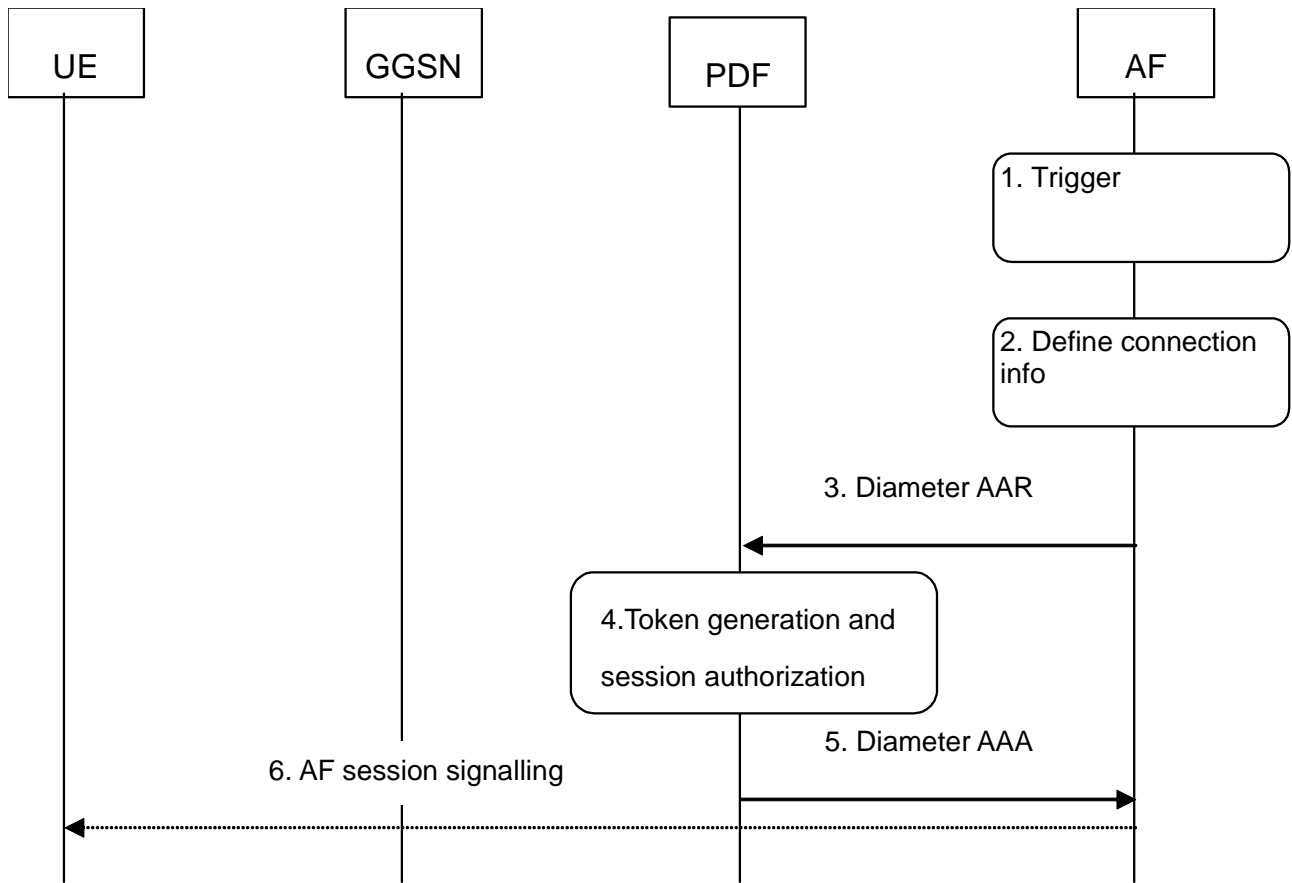 UE
GGSN
PDF
AF
1. Trigger
2. Define connection
info
3. Diameter AAR
4.Token generation and
session authorization
5. Diameter AAA
6. AF session signalling